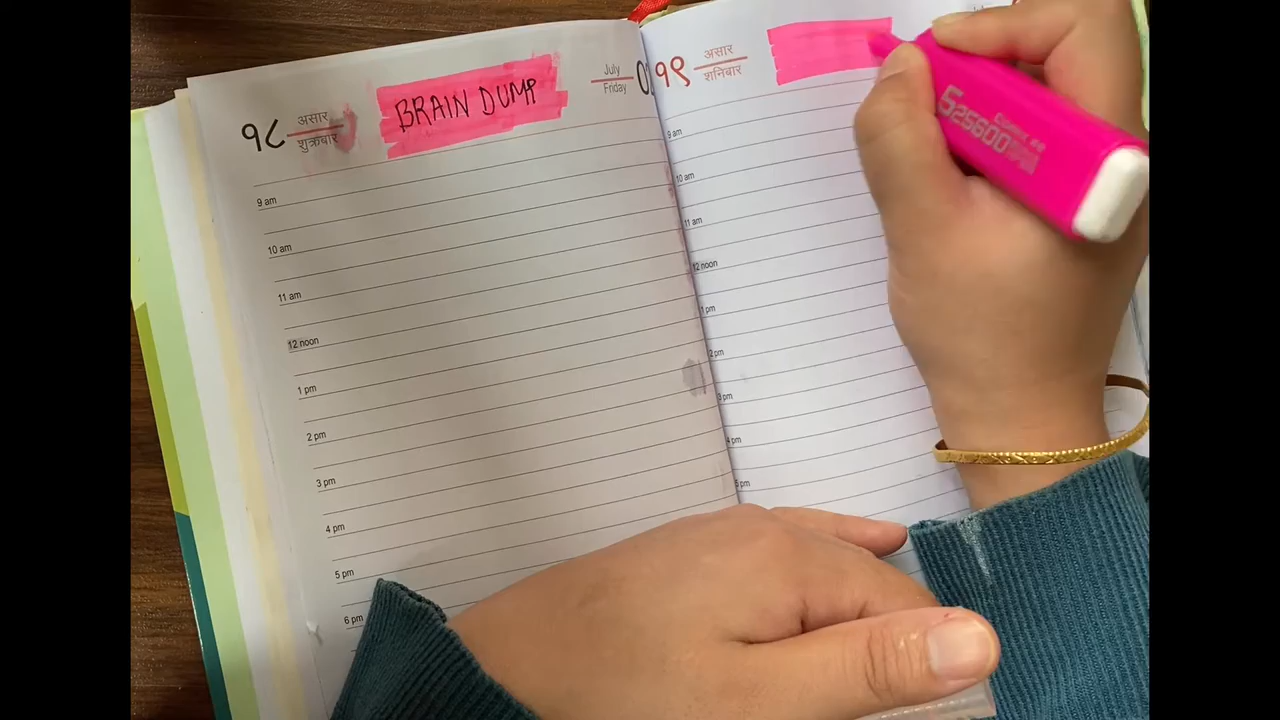 १८ असार
शुक्रबार
BRAIN DUMP
July
Friday
9 am
10 am
11 am
12 noon
1 pm
2 pm
3 pm
4 pm
5 pm
6 pm
१९ असार
शनिबार
9 am
10 am
11 am
12 noon
1 pm
2 pm
3 pm
4 pm
5 pm
525600